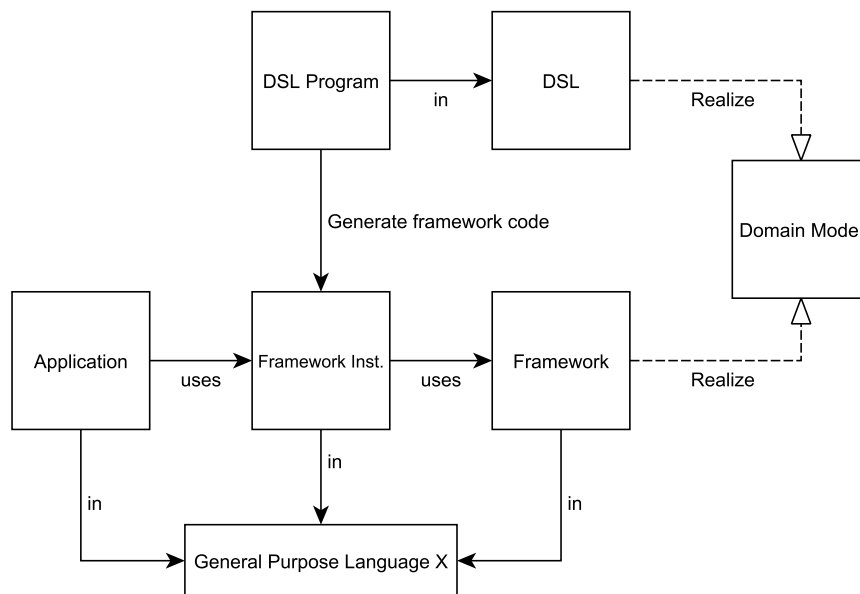 DSL Program
in
DSL
Realize
Domain Model
Generate framework code
Application
uses
Framework Inst.
uses
Framework
Realize
in
in
in
General Purpose Language X